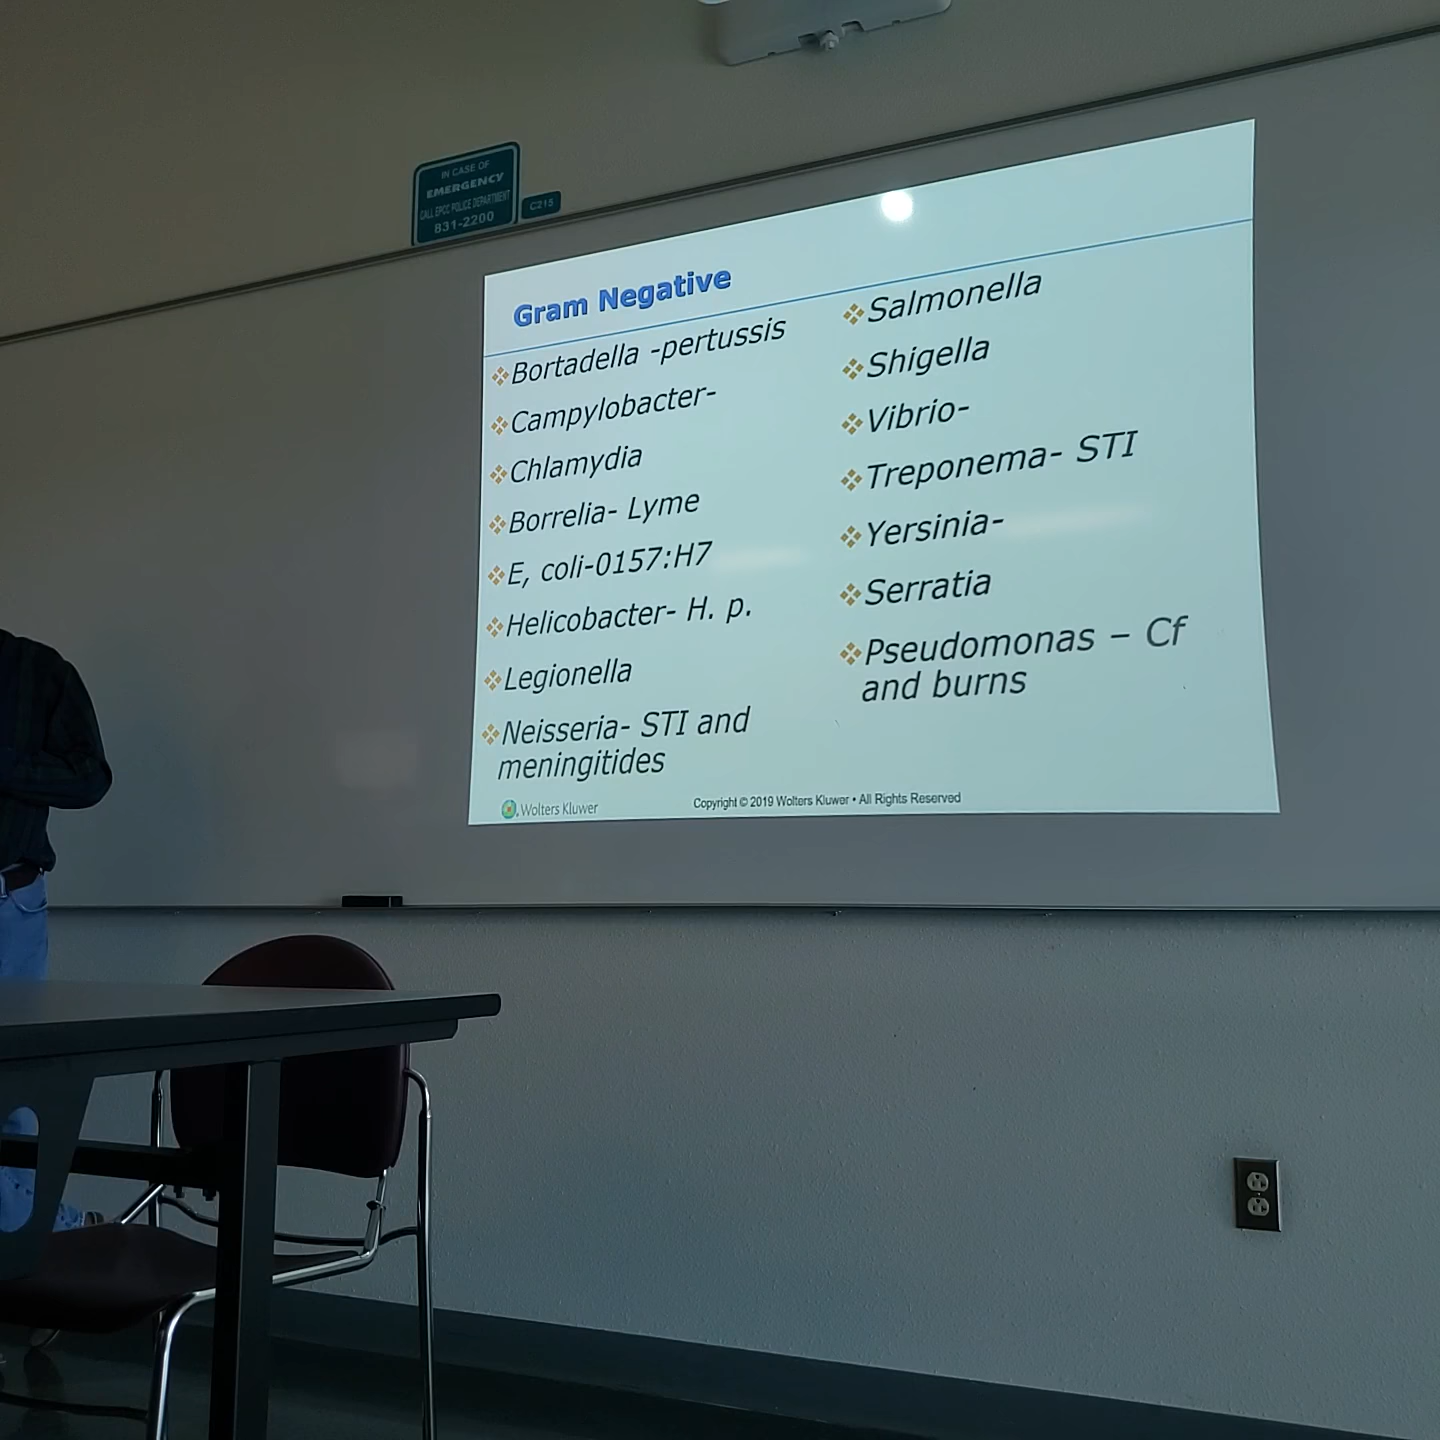 IN CASE OF
EMERGENCY
CALL EPCC POLICE DEPARTMENT
831-2200
C215
Gram Negative
Bortadella -pertussis
Campylobacter-
Chlamydia
Borrelia- Lyme
E, coli-0157:H7
Helicobacter- H. p.
Legionella
Neisseria- STI and
meningitides
Salmonella
Shigella
Vibrio-
Treponema- STI
Yersinia-
Serratia
Pseudomonas – Cf
and burns
Wolters Kluwer
Copyright © 2019 Wolters Kluwer • All Rights Reserved